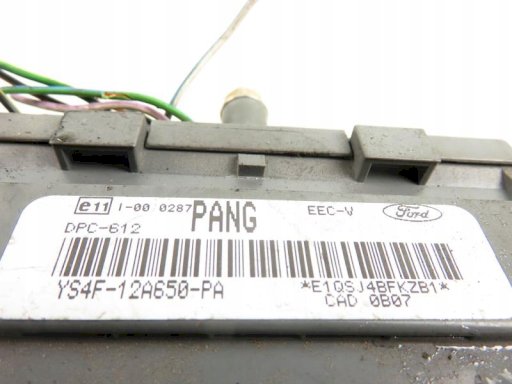 e11 I-00 0287 PANG EEC-V Ford
DPC-612
YS4F-12A650-PA *E1QSJ4BFKZB1*
CAD 0B07